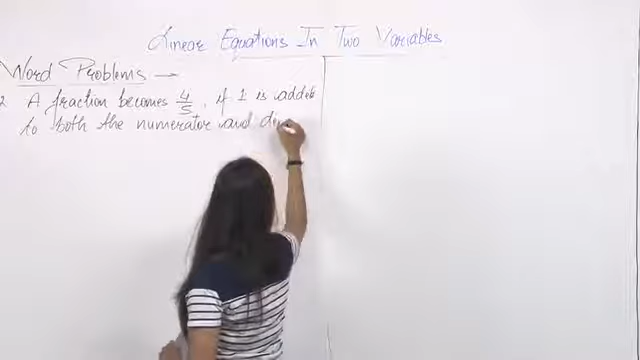 Linear Equations In Two Variables
Word Problems →
2 A fraction becomes 4/5, if 1 is added
to both the numerator and